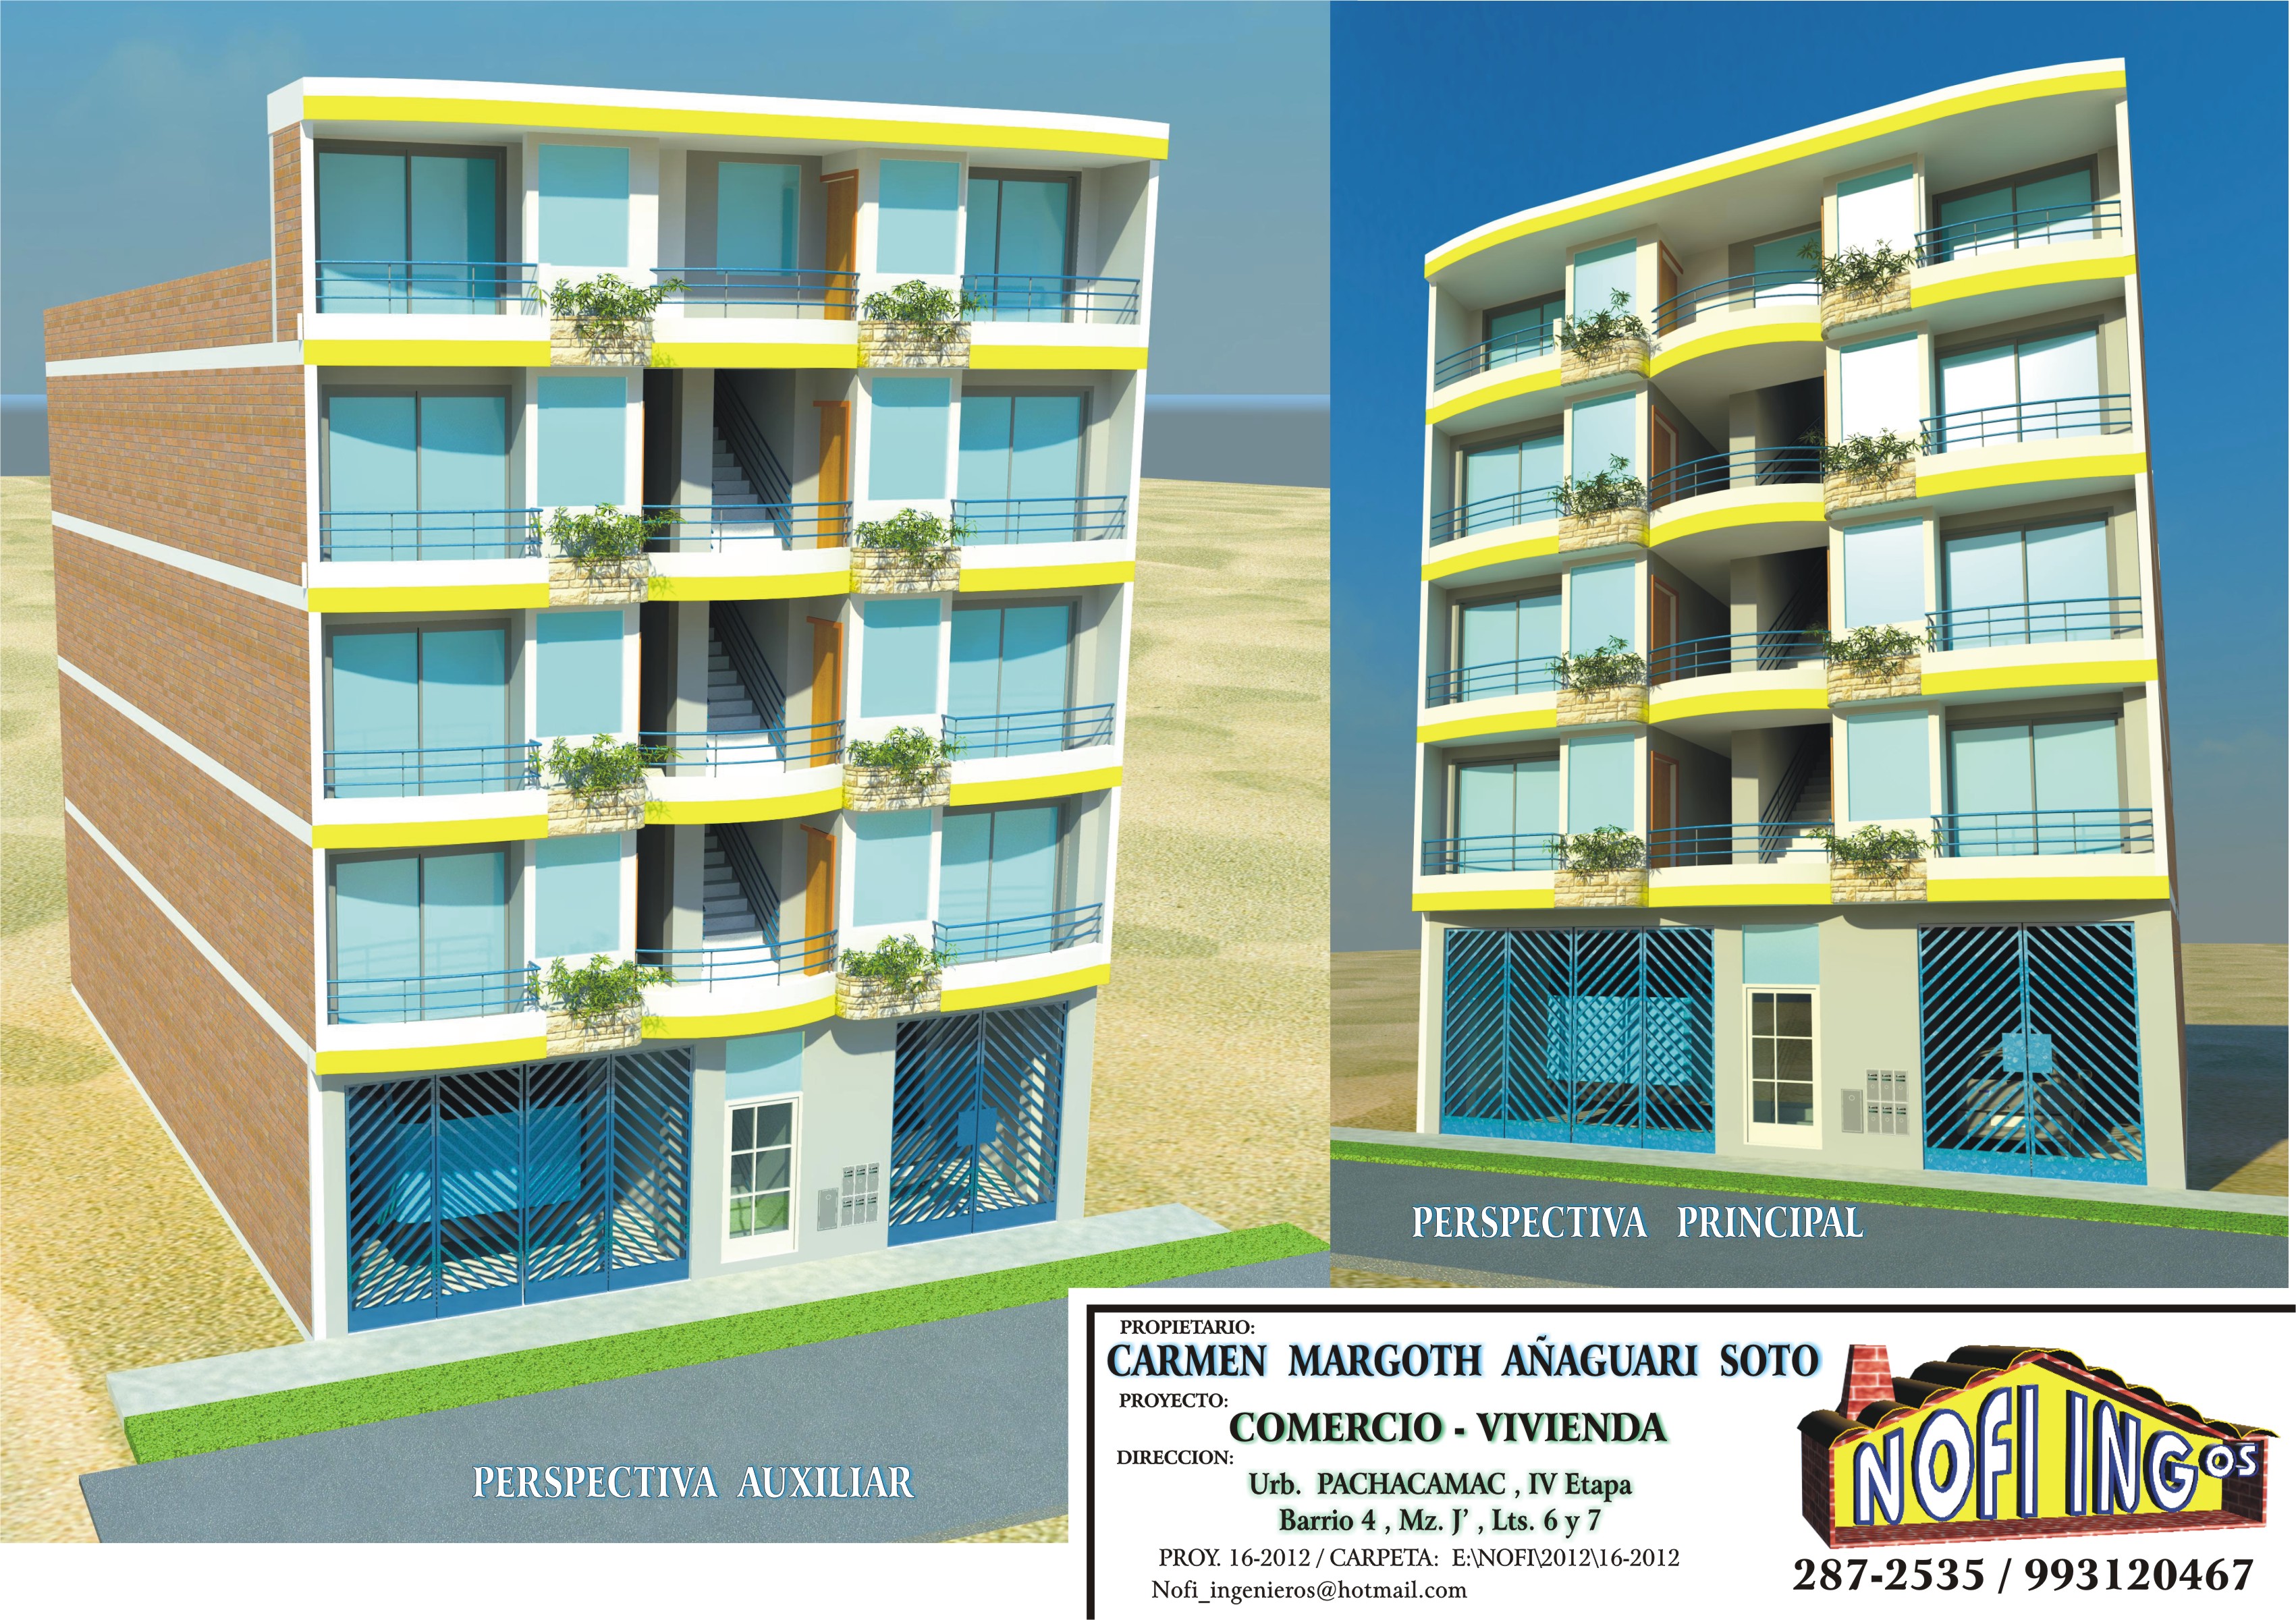 PERSPECTIVA PRINCIPAL
PERSPECTIVA AUXILIAR
PROPIETARIO:
CARMEN MARGOTH AÑAGUARI SOTO
PROYECTO:
COMERCIO - VIVIENDA
DIRECCION:
Urb. PACHACAMAC , IV Etapa
Barrio 4 , Mz. J’ , Lts. 6 y 7
PROY. 16-2012 / CARPETA: E:\NOFI\2012\16-2012
Nofi_ingenieros@hotmail.com
NOFI INGOS
287-2535 / 993120467